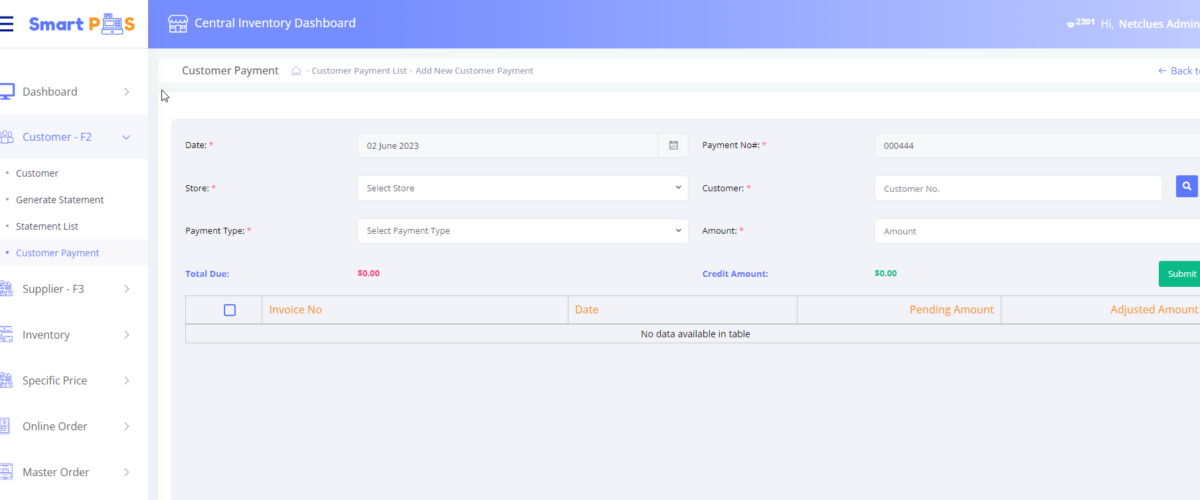 Smart POS
Central Inventory Dashboard
2301 Hi, Netclues Admin
Customer Payment - Customer Payment List - Add New Customer Payment
← Back to
Dashboard
Customer - F2
Customer
Generate Statement
Statement List
Customer Payment
Supplier - F3
Inventory
Specific Price
Online Order
Master Order
Date: * 02 June 2023 Payment No#: * 000444
Store: * Select Store Customer: * Customer No.
Payment Type: * Select Payment Type Amount: * Amount
Total Due: $0.00 Credit Amount: $0.00 Submit
Invoice No Date Pending Amount Adjusted Amount
No data available in table